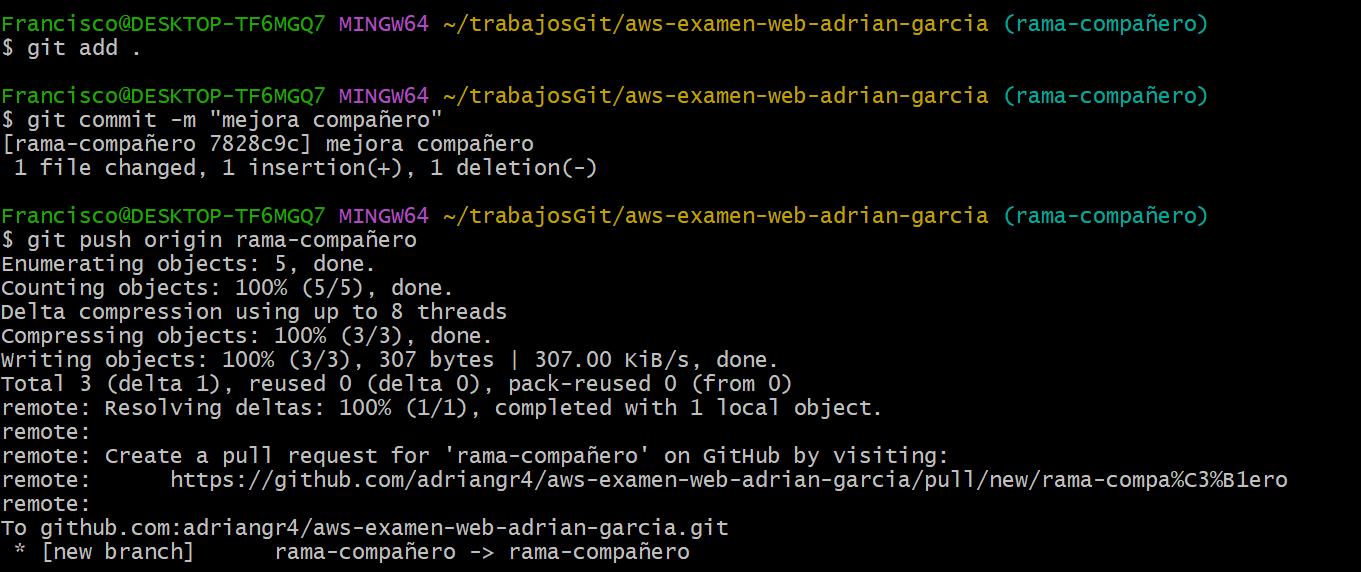 Francisco@DESKTOP-TF6MGQ7 MINGW64 ~/trabajosGit/aws-examen-web-adrian-garcia (rama-compañero)
$ git add .
Francisco@DESKTOP-TF6MGQ7 MINGW64 ~/trabajosGit/aws-examen-web-adrian-garcia (rama-compañero)
$ git commit -m "mejora compañero"
[rama-compañero 7828c9c] mejora compañero
 1 file changed, 1 insertion(+), 1 deletion(-)
Francisco@DESKTOP-TF6MGQ7 MINGW64 ~/trabajosGit/aws-examen-web-adrian-garcia (rama-compañero)
$ git push origin rama-compañero
Enumerating objects: 5, done.
Counting objects: 100% (5/5), done.
Delta compression using up to 8 threads
Compressing objects: 100% (3/3), done.
Writing objects: 100% (3/3), 307 bytes | 307.00 KiB/s, done.
Total 3 (delta 1), reused 0 (delta 0), pack-reused 0 (from 0)
remote: Resolving deltas: 100% (1/1), completed with 1 local object.
remote:
remote: Create a pull request for 'rama-compañero' on GitHub by visiting:
remote:      https://github.com/adriangr4/aws-examen-web-adrian-garcia/pull/new/rama-compa%C3%B1ero
remote:
To github.com:adriangr4/aws-examen-web-adrian-garcia.git
 * [new branch]      rama-compañero -> rama-compañero